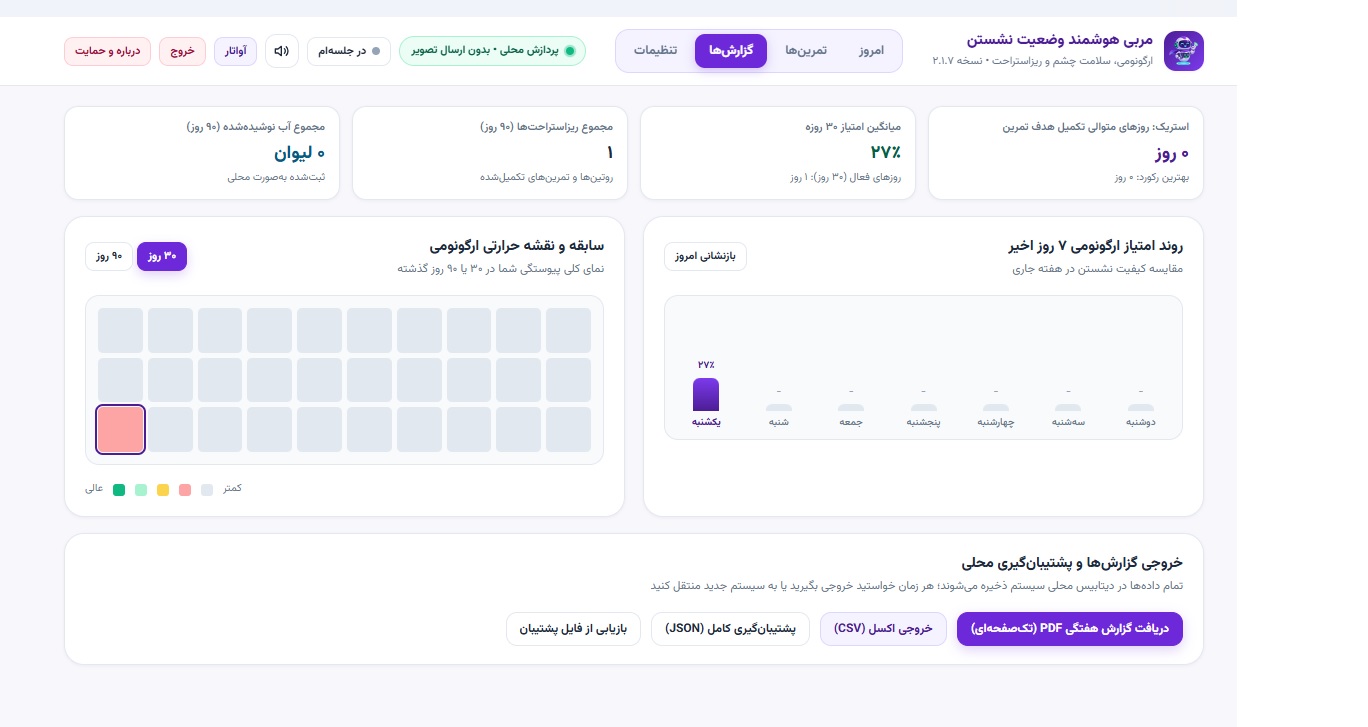 مربی هوشمند وضعیت نشستن
ارگونومی، سلامت چشم و ریزاستراحت • نسخه ۲.۱.۷
امروز
تمرین‌ها
گزارش‌ها
تنظیمات
پردازش محلی • بدون ارسال تصویر
در جلسه‌ام
آواتار
خروج
درباره و حمایت
استریک: روزهای متوالی تکمیل هدف تمرین
۰ روز
بهترین رکورد: ۰ روز
میانگین امتیاز ۳۰ روزه
۲۷٪
روزهای فعال (۳۰ روز): ۱ روز
مجموع ریزاستراحت‌ها (۹۰ روز)
۱
روتین‌ها و تمرین‌های تکمیل‌شده
مجموع آب نوشیده‌شده (۹۰ روز)
۰ لیوان
ثبت‌شده به‌صورت محلی
روند امتیاز ارگونومی ۷ روز اخیر
مقایسه کیفیت نشستن در هفته جاری
بازنشانی امروز
-
دوشنبه
-
سه‌شنبه
-
چهارشنبه
-
پنجشنبه
-
جمعه
-
شنبه
۲۷٪
یکشنبه
سابقه و نقشه حرارتی ارگونومی
نمای کلی پیوستگی شما در ۳۰ یا ۹۰ روز گذشته
۳۰ روز
۹۰ روز
کمتر
عالی
خروجی گزارش‌ها و پشتیبان‌گیری محلی
تمام داده‌ها در دیتابیس محلی سیستم ذخیره می‌شوند؛ هر زمان خواستید خروجی بگیرید یا به سیستم جدید منتقل کنید
دریافت گزارش هفتگی PDF (تک‌صفحه‌ای)
خروجی اکسل (CSV)
پشتیبان‌گیری کامل (JSON)
بازیابی از فایل پشتیبان